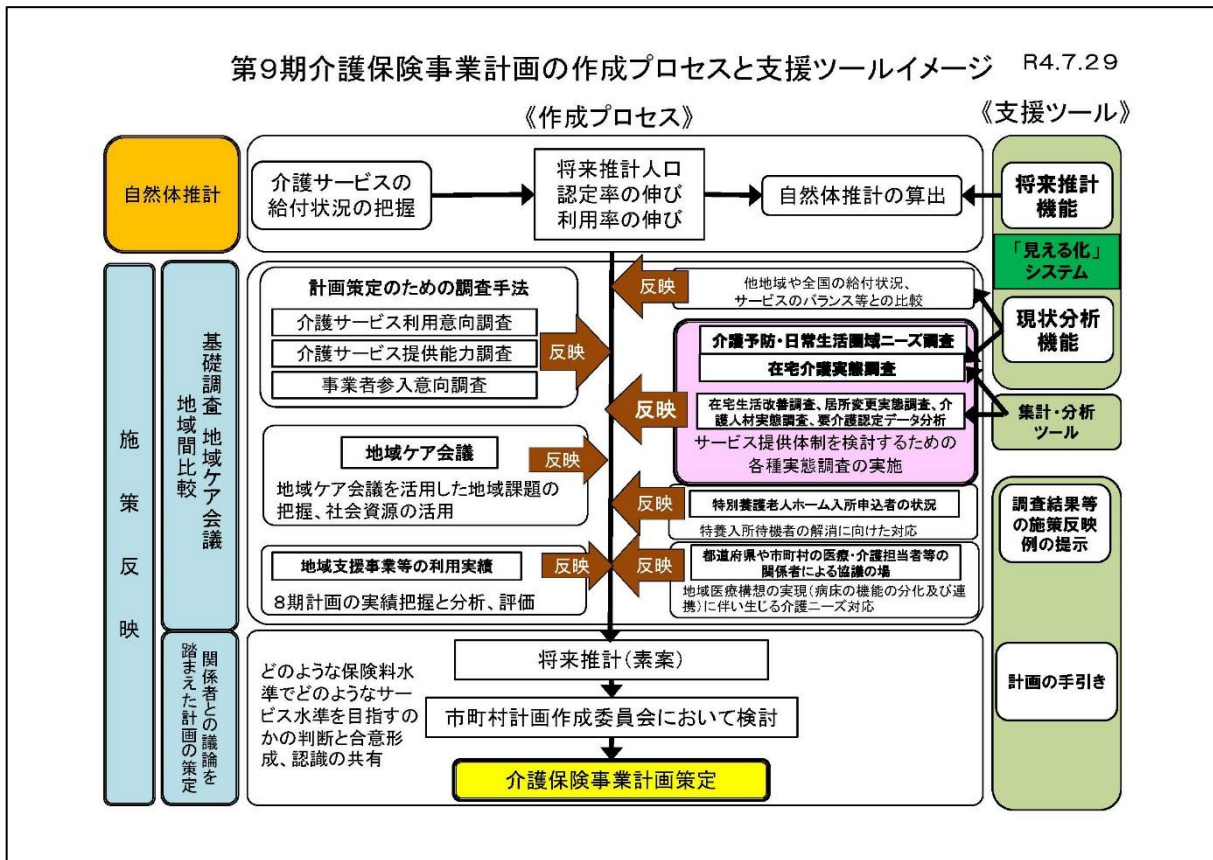 第9期介護保険事業計画の作成プロセスと支援ツールイメージ
R4.7.29
《作成プロセス》
《支援ツール》
自然体推計
介護サービスの
給付状況の把握
将来推計人口
認定率の伸び
利用率の伸び
自然体推計の算出
将来推計
機能
「見える化」
システム
現状分析
機能
集計・分析
ツール
調査結果等
の施策反映
例の提示
計画の手引き
施策反映
基礎調査 地域ケア会議
地域間比較
計画策定のための調査手法
介護サービス利用意向調査
介護サービス提供能力調査
事業者参入意向調査
反映
反映
他地域や全国の給付状況、
サービスのバランス等との比較
介護予防・日常生活圏域ニーズ調査
在宅介護実態調査
反映
在宅生活改善調査、居所変更実態調査、介
護人材実態調査、要介護認定データ分析
サービス提供体制を検討するための
各種実態調査の実施
地域ケア会議
反映
地域ケア会議を活用した地域課題の
把握、社会資源の活用
反映
特別養護老人ホーム入所申込者の状況
特養入所待機者の解消に向けた対応
地域支援事業等の利用実績
反映
8期計画の実績把握と分析、評価
反映
都道府県や市町村の医療・介護担当者等の
関係者による協議の場
地域医療構想の実現(病床の機能の分化及び連
携)に伴い生じる介護ニーズ対応
関係者との議論を
踏まえた計画の策定
どのような保険料水
準でどのようなサー
ビス水準を目指すの
かの判断と合意形
成、認識の共有
将来推計(素案)
市町村計画作成委員会において検討
介護保険事業計画策定